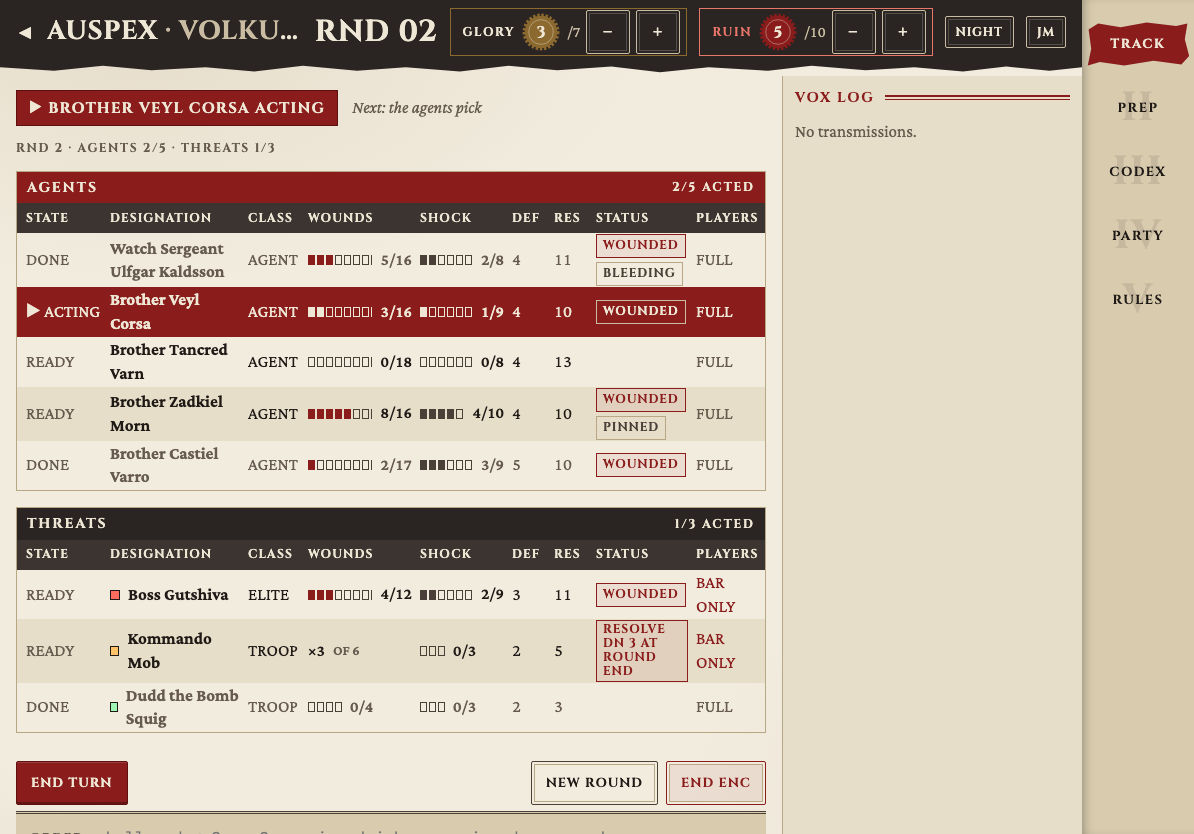 ◄ AUSPEX · VOLKU... RND 02 GLORY 3 /7 − + RUIN 5 /10 − + NIGHT JM
TRACK
II PREP
III CODEX
IV PARTY
V RULES
▶ BROTHER VEYL CORSA ACTING Next: the agents pick
RND 2 · AGENTS 2/5 · THREATS 1/3
AGENTS 2/5 ACTED
STATE DESIGNATION CLASS WOUNDS SHOCK DEF RES STATUS PLAYERS
DONE Watch Sergeant Ulfgar Kaldsson AGENT 5/16 2/8 4 11 WOUNDED BLEEDING FULL
▶ ACTING Brother Veyl Corsa AGENT 3/16 1/9 4 10 WOUNDED FULL
READY Brother Tancred Varn AGENT 0/18 0/8 4 13 FULL
READY Brother Zadkiel Morn AGENT 8/16 4/10 4 10 WOUNDED PINNED FULL
DONE Brother Castiel Varro AGENT 2/17 3/9 5 10 WOUNDED FULL
THREATS 1/3 ACTED
STATE DESIGNATION CLASS WOUNDS SHOCK DEF RES STATUS PLAYERS
READY Boss Gutshiva ELITE 4/12 2/9 3 11 WOUNDED BAR ONLY
READY Kommando Mob TROOP ×3 OF 6 0/3 2 5 RESOLVE DN 3 AT ROUND END BAR ONLY
DONE Dudd the Bomb Squig TROOP 0/4 0/3 2 3 FULL
END TURN NEW ROUND END ENC
VOX LOG
No transmissions.